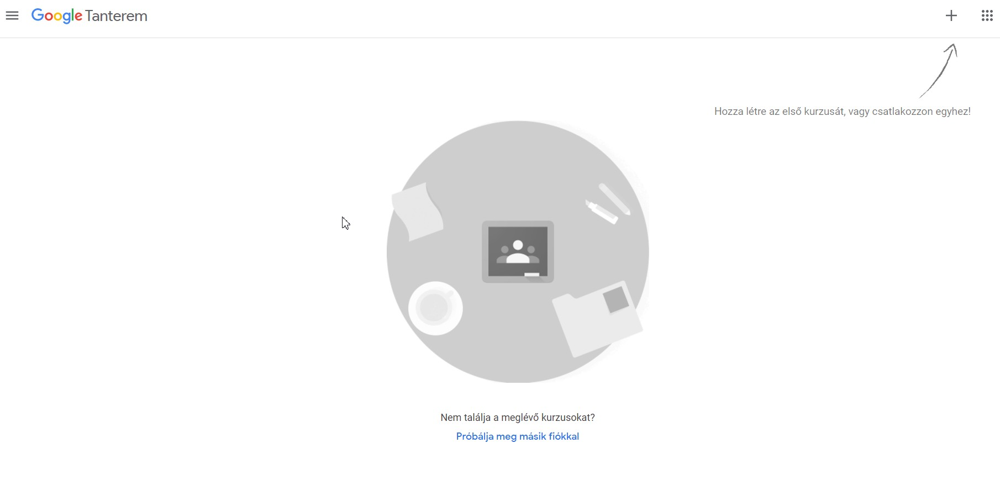 Google Tanterem
Hozza létre az első kurzusát, vagy csatlakozzon egyhez!
Nem találja a meglévő kurzusokat?
Próbálja meg másik fiókkal